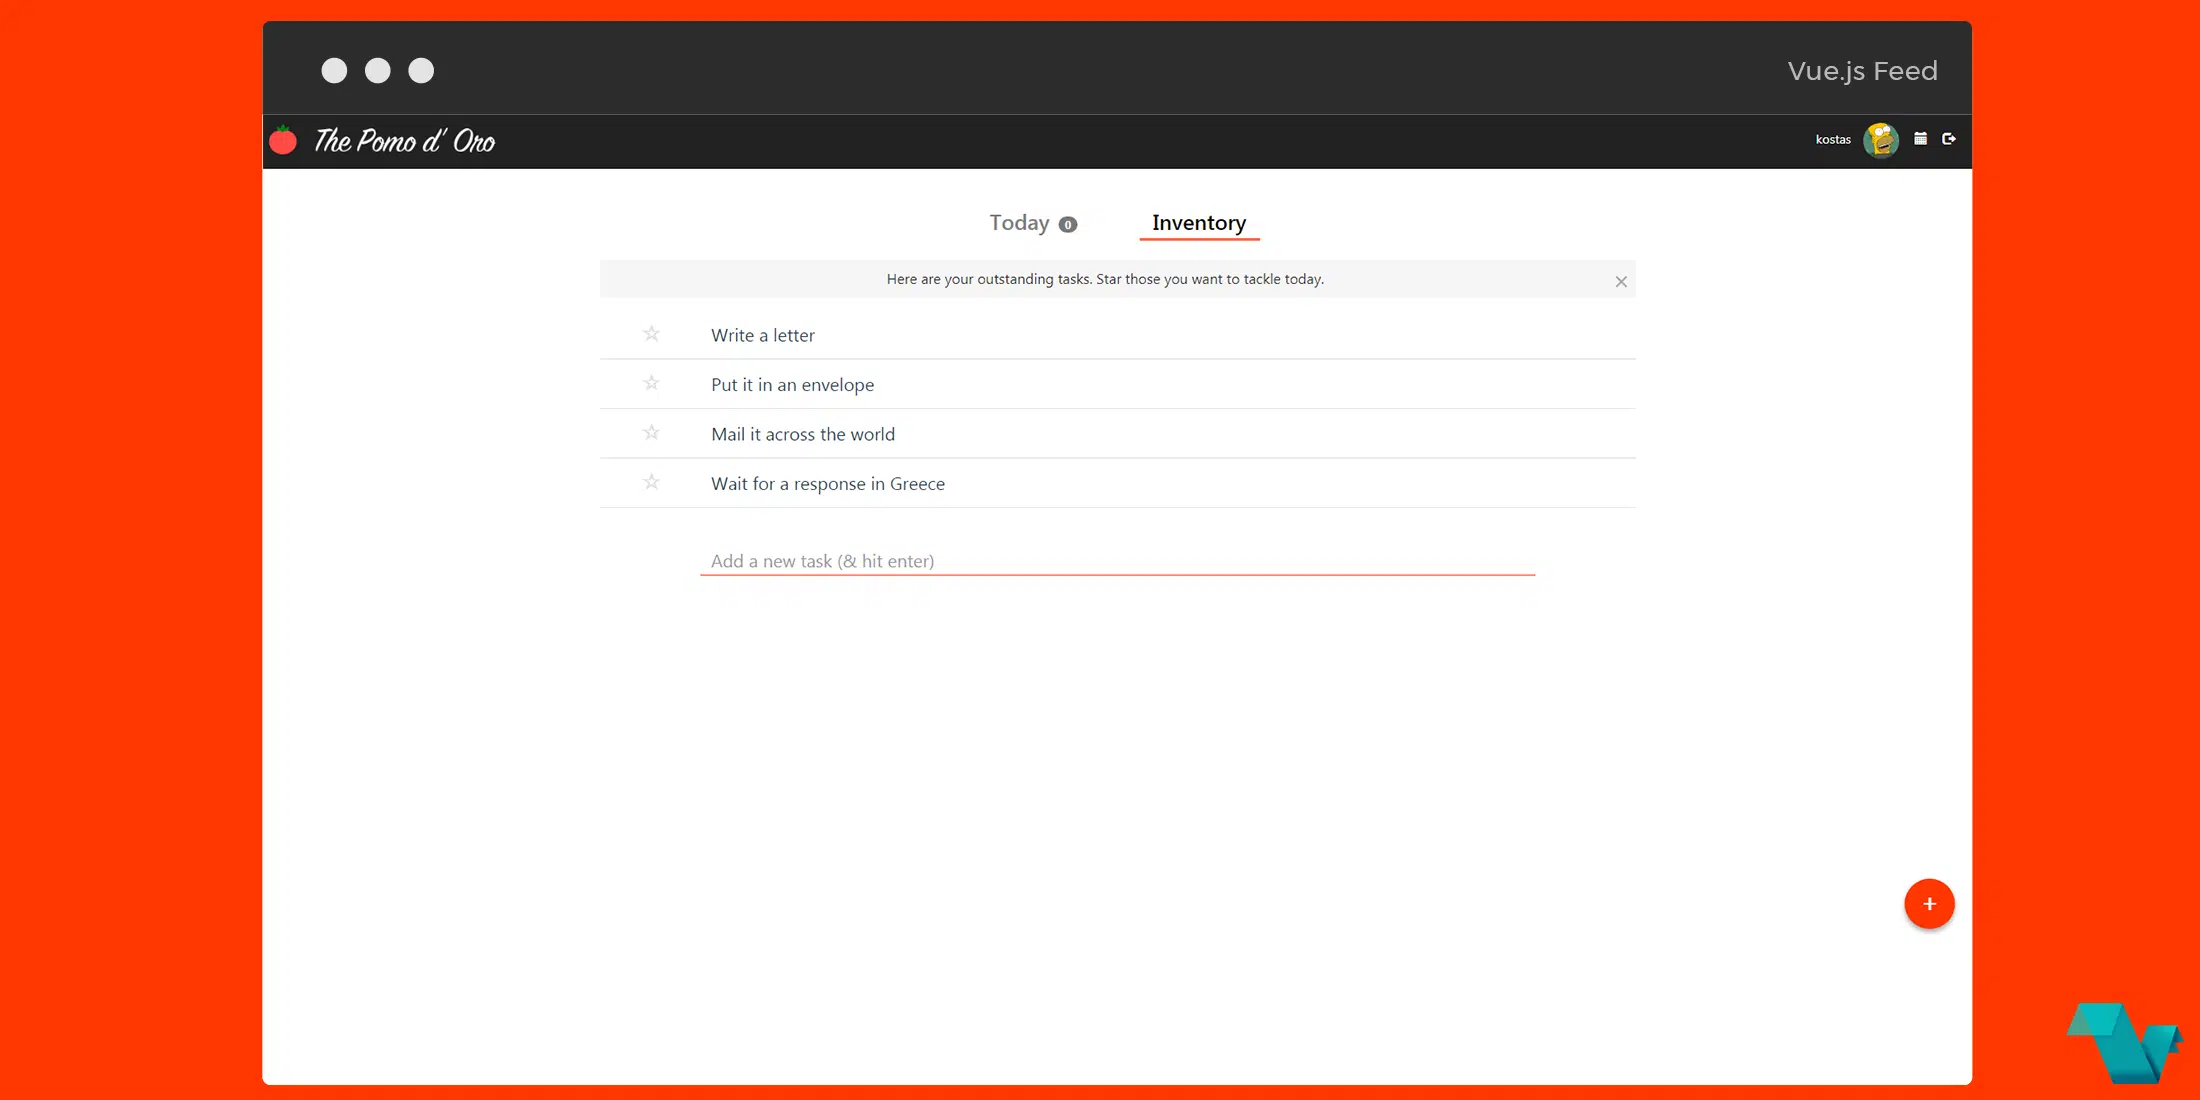 Vue.js Feed
The Pomo d' Oro
kostas
Today 0
Inventory
Here are your outstanding tasks. Star those you want to tackle today.
Write a letter
Put it in an envelope
Mail it across the world
Wait for a response in Greece
Add a new task (& hit enter)